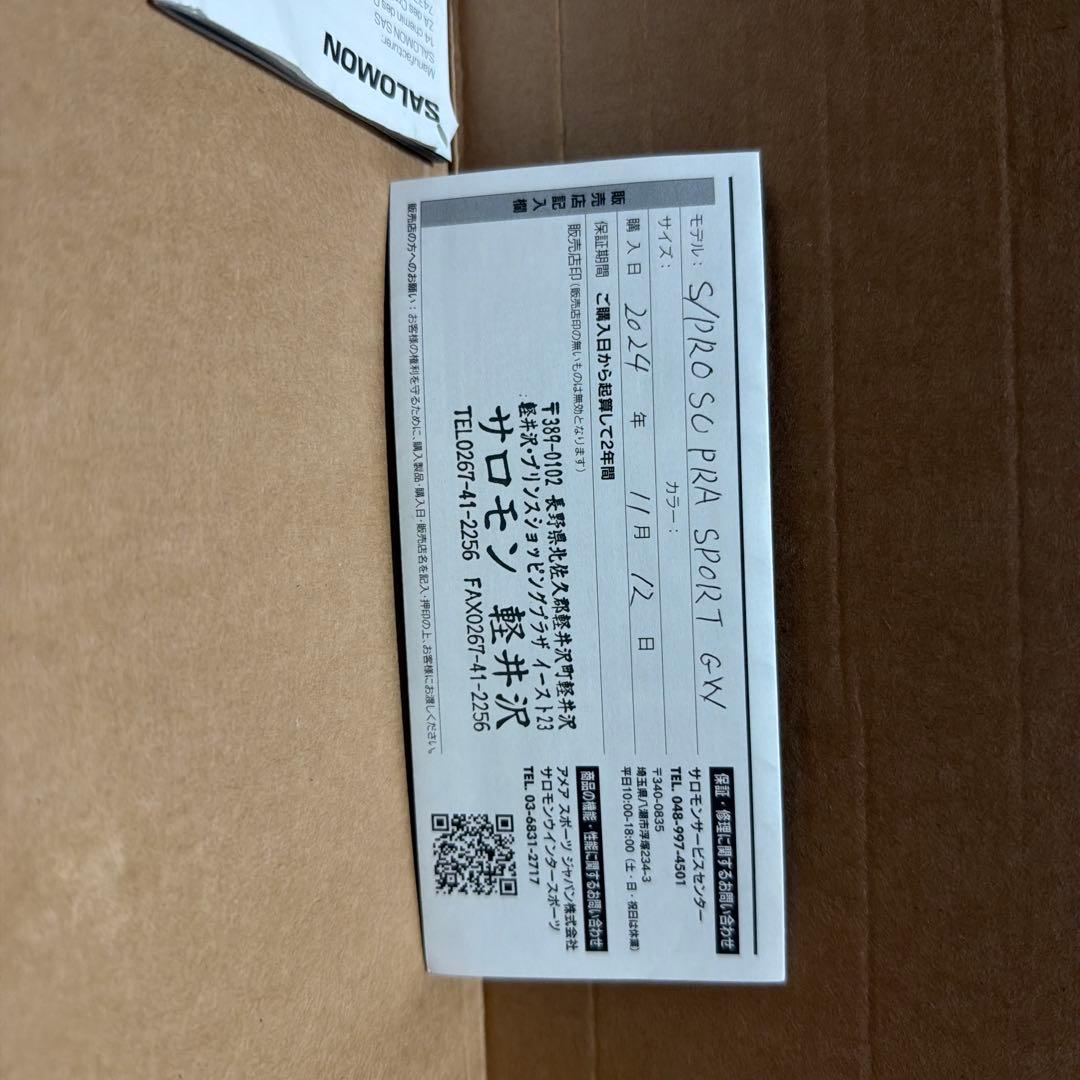 SALOMON
Manufacturer:
SALOMON SAS
14 chemin des
ZA des
販売店記入欄
モデル： S/PRO SUPRA SPORT GW
サイズ：
カラー：
購入日 2024 年 11 月 12 日
保証期間 ご購入日から起算して2年間
販売店印（販売店印の無いものは無効となります）
〒389-0102 長野県北佐久郡軽井沢町軽井沢
軽井沢・プリンスショッピングプラザ イースト23
サロモン 軽井沢
TEL0267-41-2256 FAX0267-41-2256
販売店の方へのお願い：お客様の権利を守るために、購入製品・購入日・販売店名を記入・押印の上、お客様にお渡しください。
保証・修理に関するお問い合わせ
サロモンサービスセンター
TEL 048-997-4501
〒340-0835
埼玉県八潮市浮塚234-3
平日10:00-18:00（土・日・祝日は休業）
商品の機能・性能に関するお問い合わせ
アメア スポーツ ジャパン株式会社
サロモンウインタースポーツ
TEL 03-6831-2717